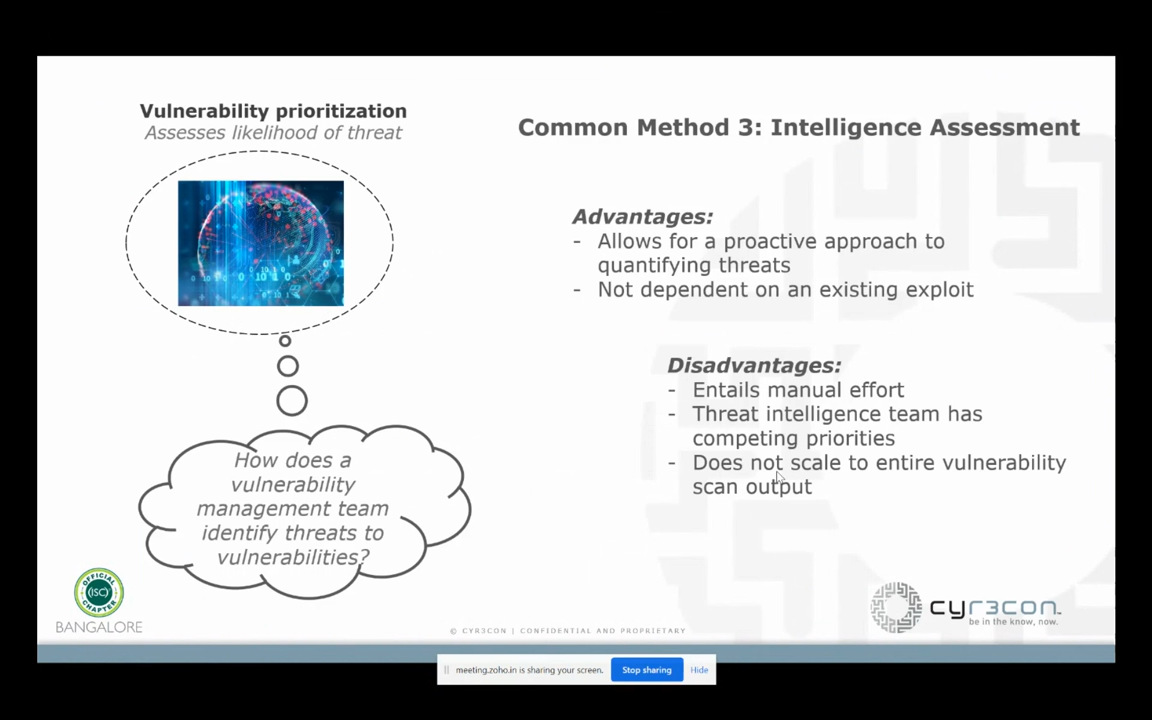 Vulnerability prioritization
Assesses likelihood of threat
How does a
vulnerability
management team
identify threats to
vulnerabilities?
Common Method 3: Intelligence Assessment
Advantages:
- Allows for a proactive approach to
quantifying threats
- Not dependent on an existing exploit
Disadvantages:
- Entails manual effort
- Threat intelligence team has
competing priorities
- Does not scale to entire vulnerability
scan output
OFFICIAL
(ISC)
CHAPTER
BANGALORE
© CYR3CON | CONFIDENTIAL AND PROPRIETARY
cyr3con™
be in the know, now.
meeting.zoho.in is sharing your screen.
Stop sharing
Hide